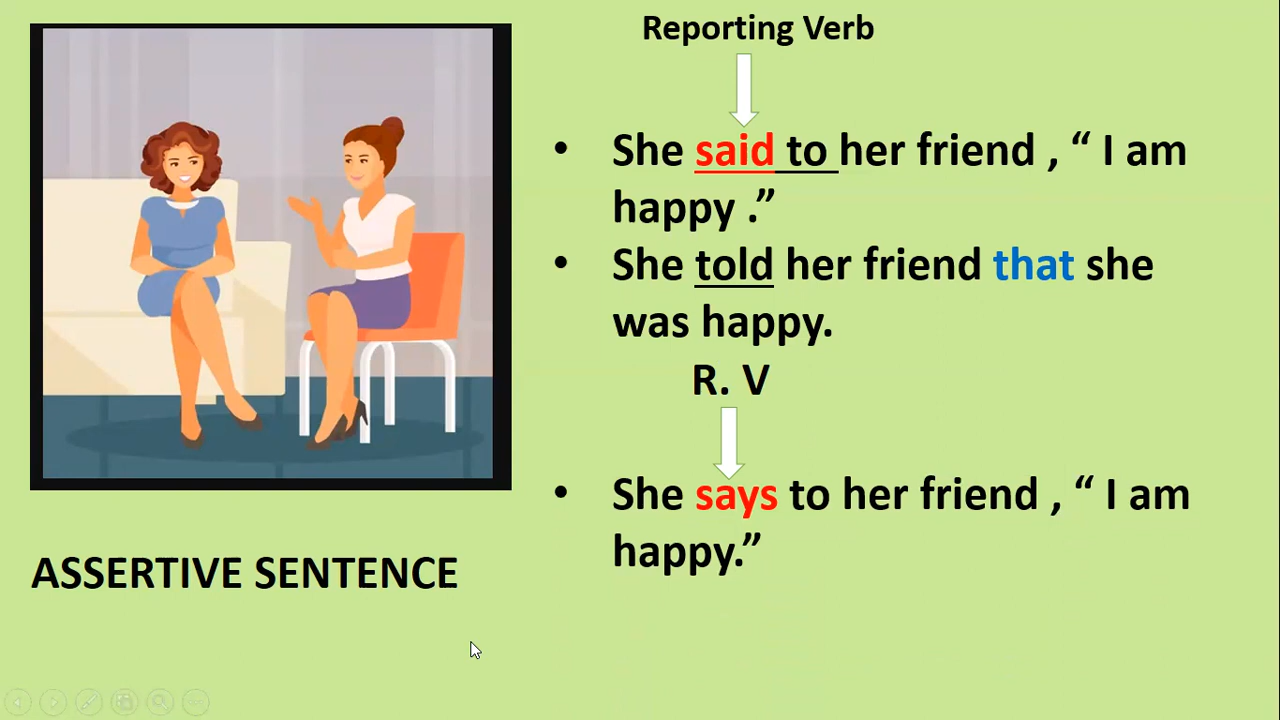 Reporting Verb
• She said to her friend , “ I am
happy .”
• She told her friend that she
was happy.
R. V
• She says to her friend , “ I am
happy.”
ASSERTIVE SENTENCE